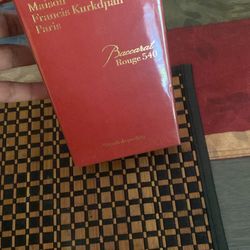 Maison
Francis Kurkdjian
Paris
Baccarat
Rouge 540